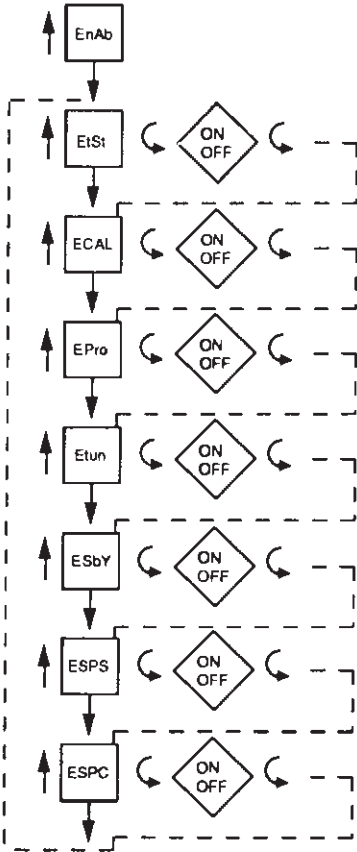 EnAb
EtSt
ON
OFF
ECAL
ON
OFF
EPro
ON
OFF
Etun
ON
OFF
ESbY
ON
OFF
ESPS
ON
OFF
ESPC
ON
OFF